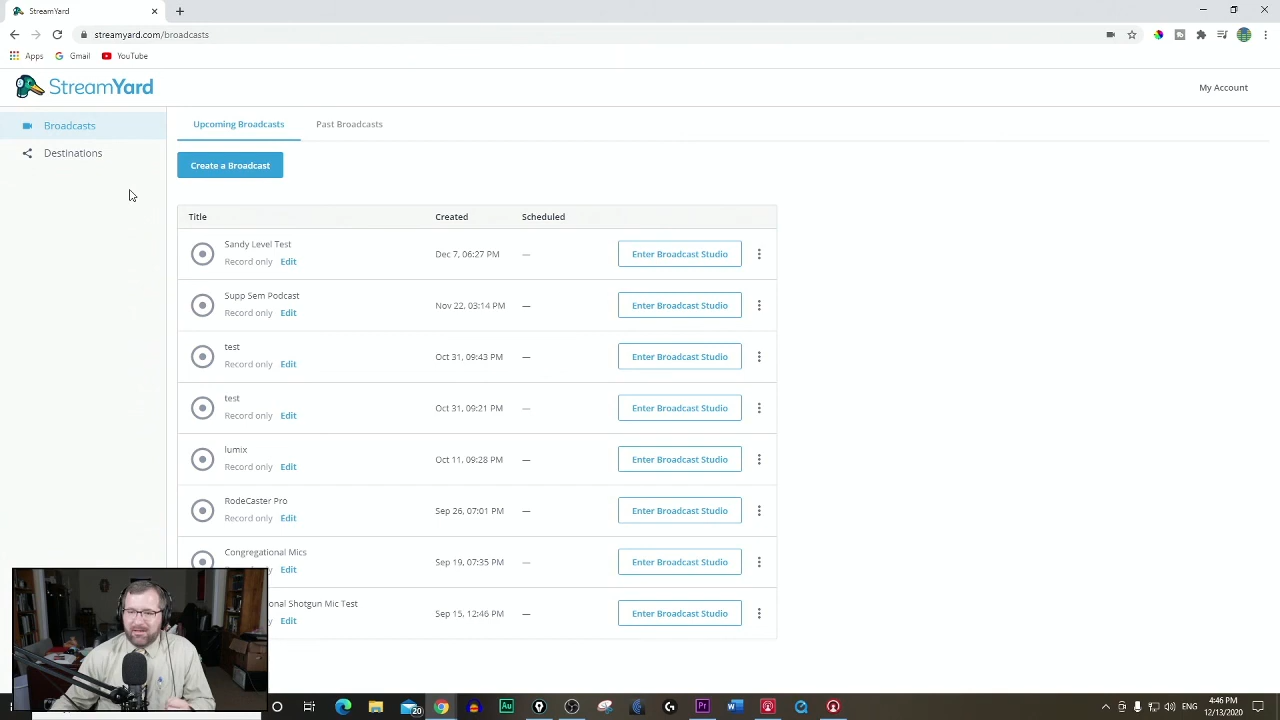 StreamYard
streamyard.com/broadcasts
Apps
Gmail
YouTube
StreamYard
My Account
Broadcasts
Destinations
Upcoming Broadcasts
Past Broadcasts
Create a Broadcast
Title Created Scheduled
Sandy Level Test
Record only Edit
Dec 7, 06:27 PM — Enter Broadcast Studio
Supp Sem Podcast
Record only Edit
Nov 22, 03:14 PM — Enter Broadcast Studio
test
Record only Edit
Oct 31, 09:43 PM — Enter Broadcast Studio
test
Record only Edit
Oct 31, 09:21 PM — Enter Broadcast Studio
lumix
Record only Edit
Oct 11, 09:28 PM — Enter Broadcast Studio
RodeCaster Pro
Record only Edit
Sep 26, 07:01 PM — Enter Broadcast Studio
Congregational Mics
Edit
Sep 19, 07:35 PM — Enter Broadcast Studio
Shotgun Mic Test
Edit
Sep 15, 12:46 PM — Enter Broadcast Studio
20
Au
Pr
4:46 PM
12/13/2020